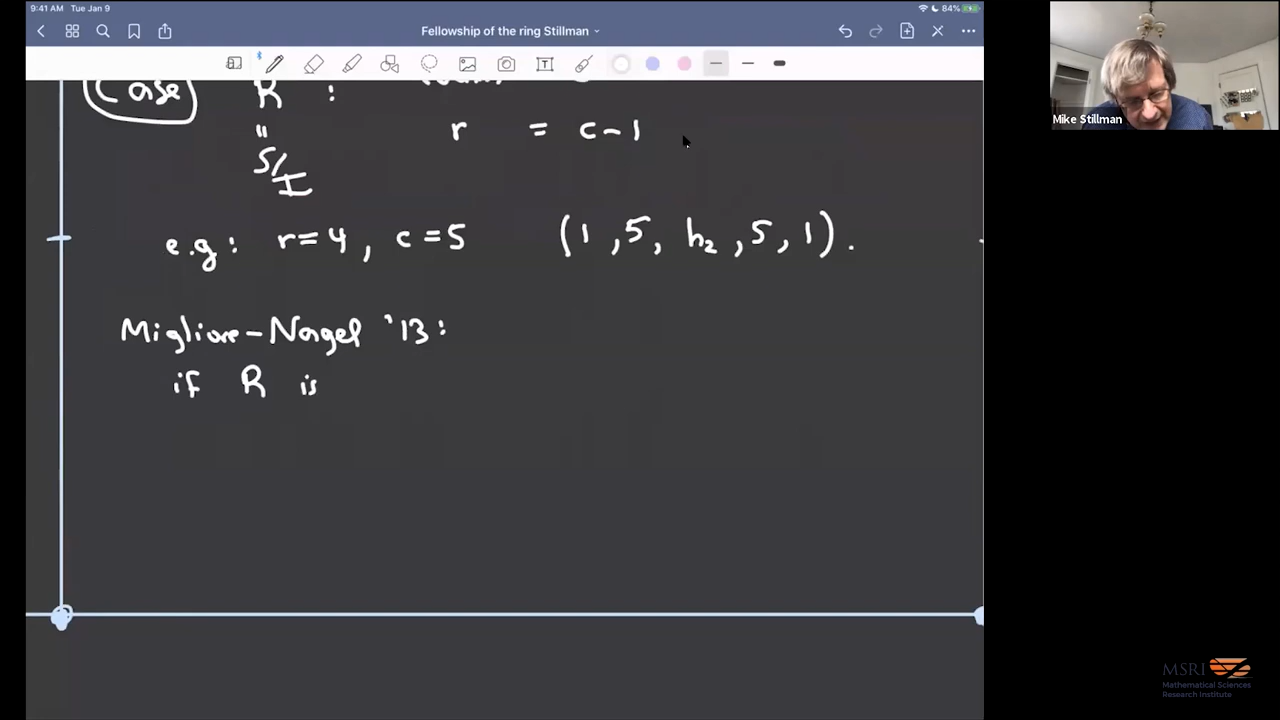 9:41 AM Tue Jan 9
84%
Fellowship of the ring Stillman
Case R :
r = c-1
"
S/I
e.g: r=4, c=5 (1, 5, h₂, 5, 1).
Migliore-Nagel '13:
if R is
Mike Stillman
MSRI
Mathematical Sciences
Research Institute